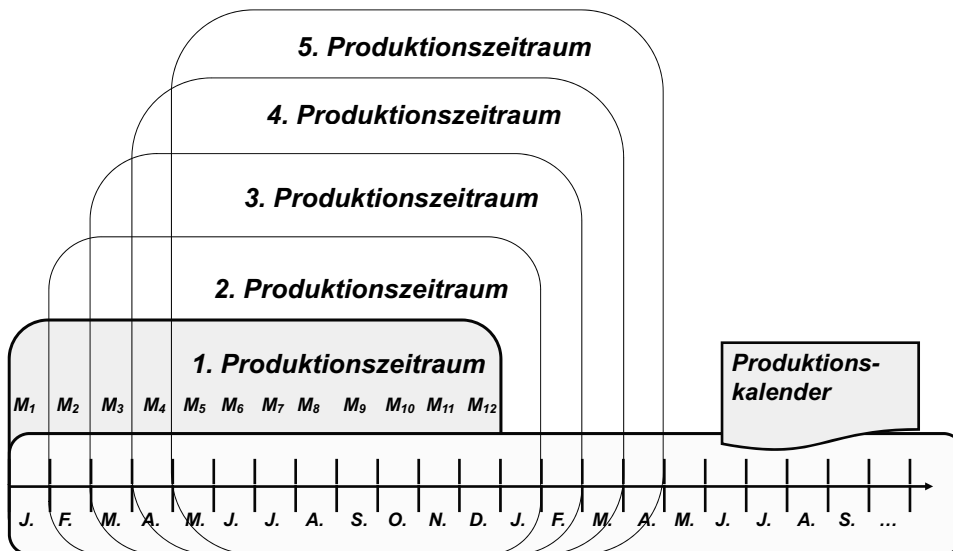 5. Produktionszeitraum
4. Produktionszeitraum
3. Produktionszeitraum
2. Produktionszeitraum
1. Produktionszeitraum
Produktions-
kalender
M₁ M₂ M₃ M₄ M₅ M₆ M₇ M₈ M₉ M₁₀ M₁₁ M₁₂
J. F. M. A. M. J. J. A. S. O. N. D. J. F. M. A. M. J. J. A. S. ...